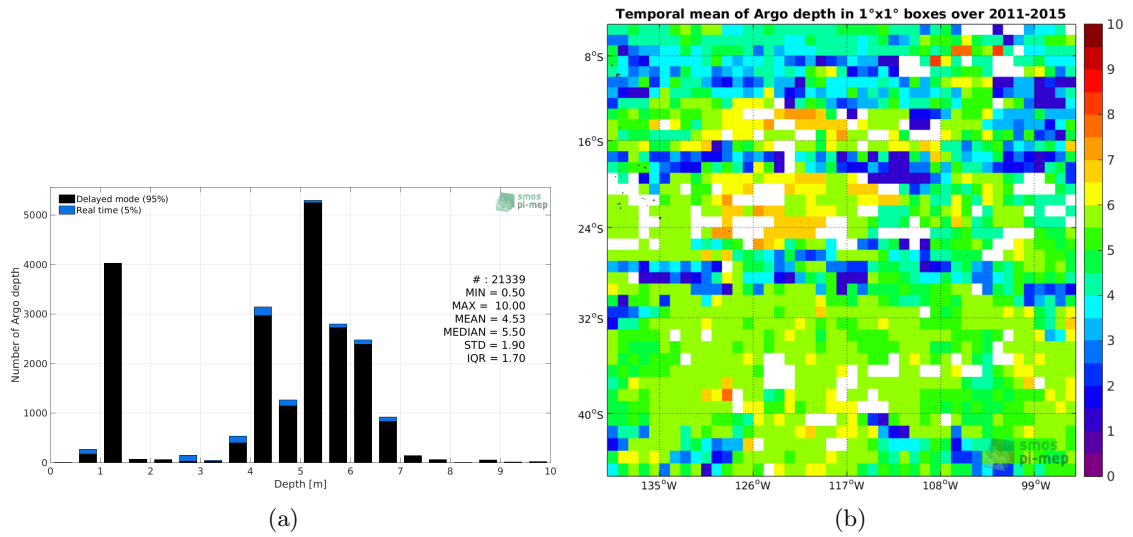 Delayed mode (95%)
Real time (5%)
smos
pi-mep
# : 21339
MIN = 0.50
MAX = 10.00
MEAN = 4.53
MEDIAN = 5.50
STD = 1.90
IQR = 1.70
Number of Argo depth
5000
4000
3000
2000
1000
0
0 1 2 3 4 5 6 7 8 9 10
Depth [m]
(a)
Temporal mean of Argo depth in 1°x1° boxes over 2011-2015
8°S
16°S
24°S
32°S
40°S
135°W 126°W 117°W 108°W 99°W
smos
pi-mep
10
9
8
7
6
5
4
3
2
1
0
(b)